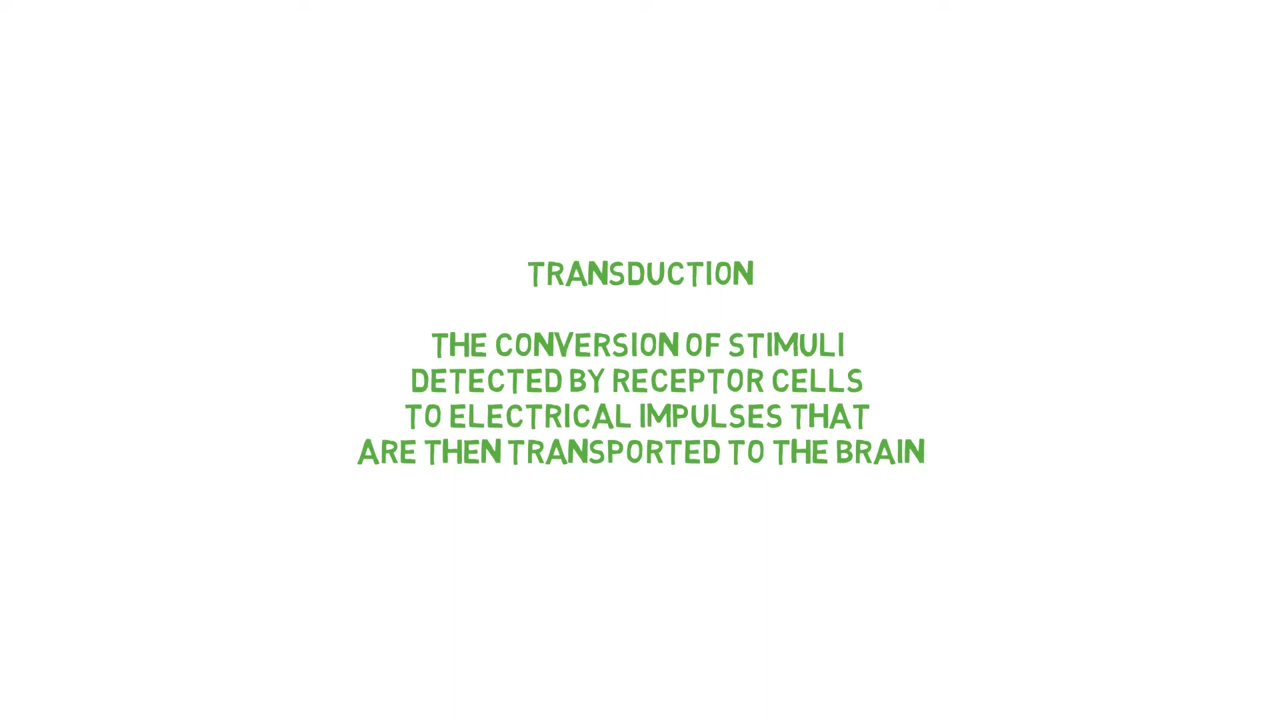 TRANSDUCTION
THE CONVERSION OF STIMULI
DETECTED BY RECEPTOR CELLS
TO ELECTRICAL IMPULSES THAT
ARE THEN TRANSPORTED TO THE BRAIN